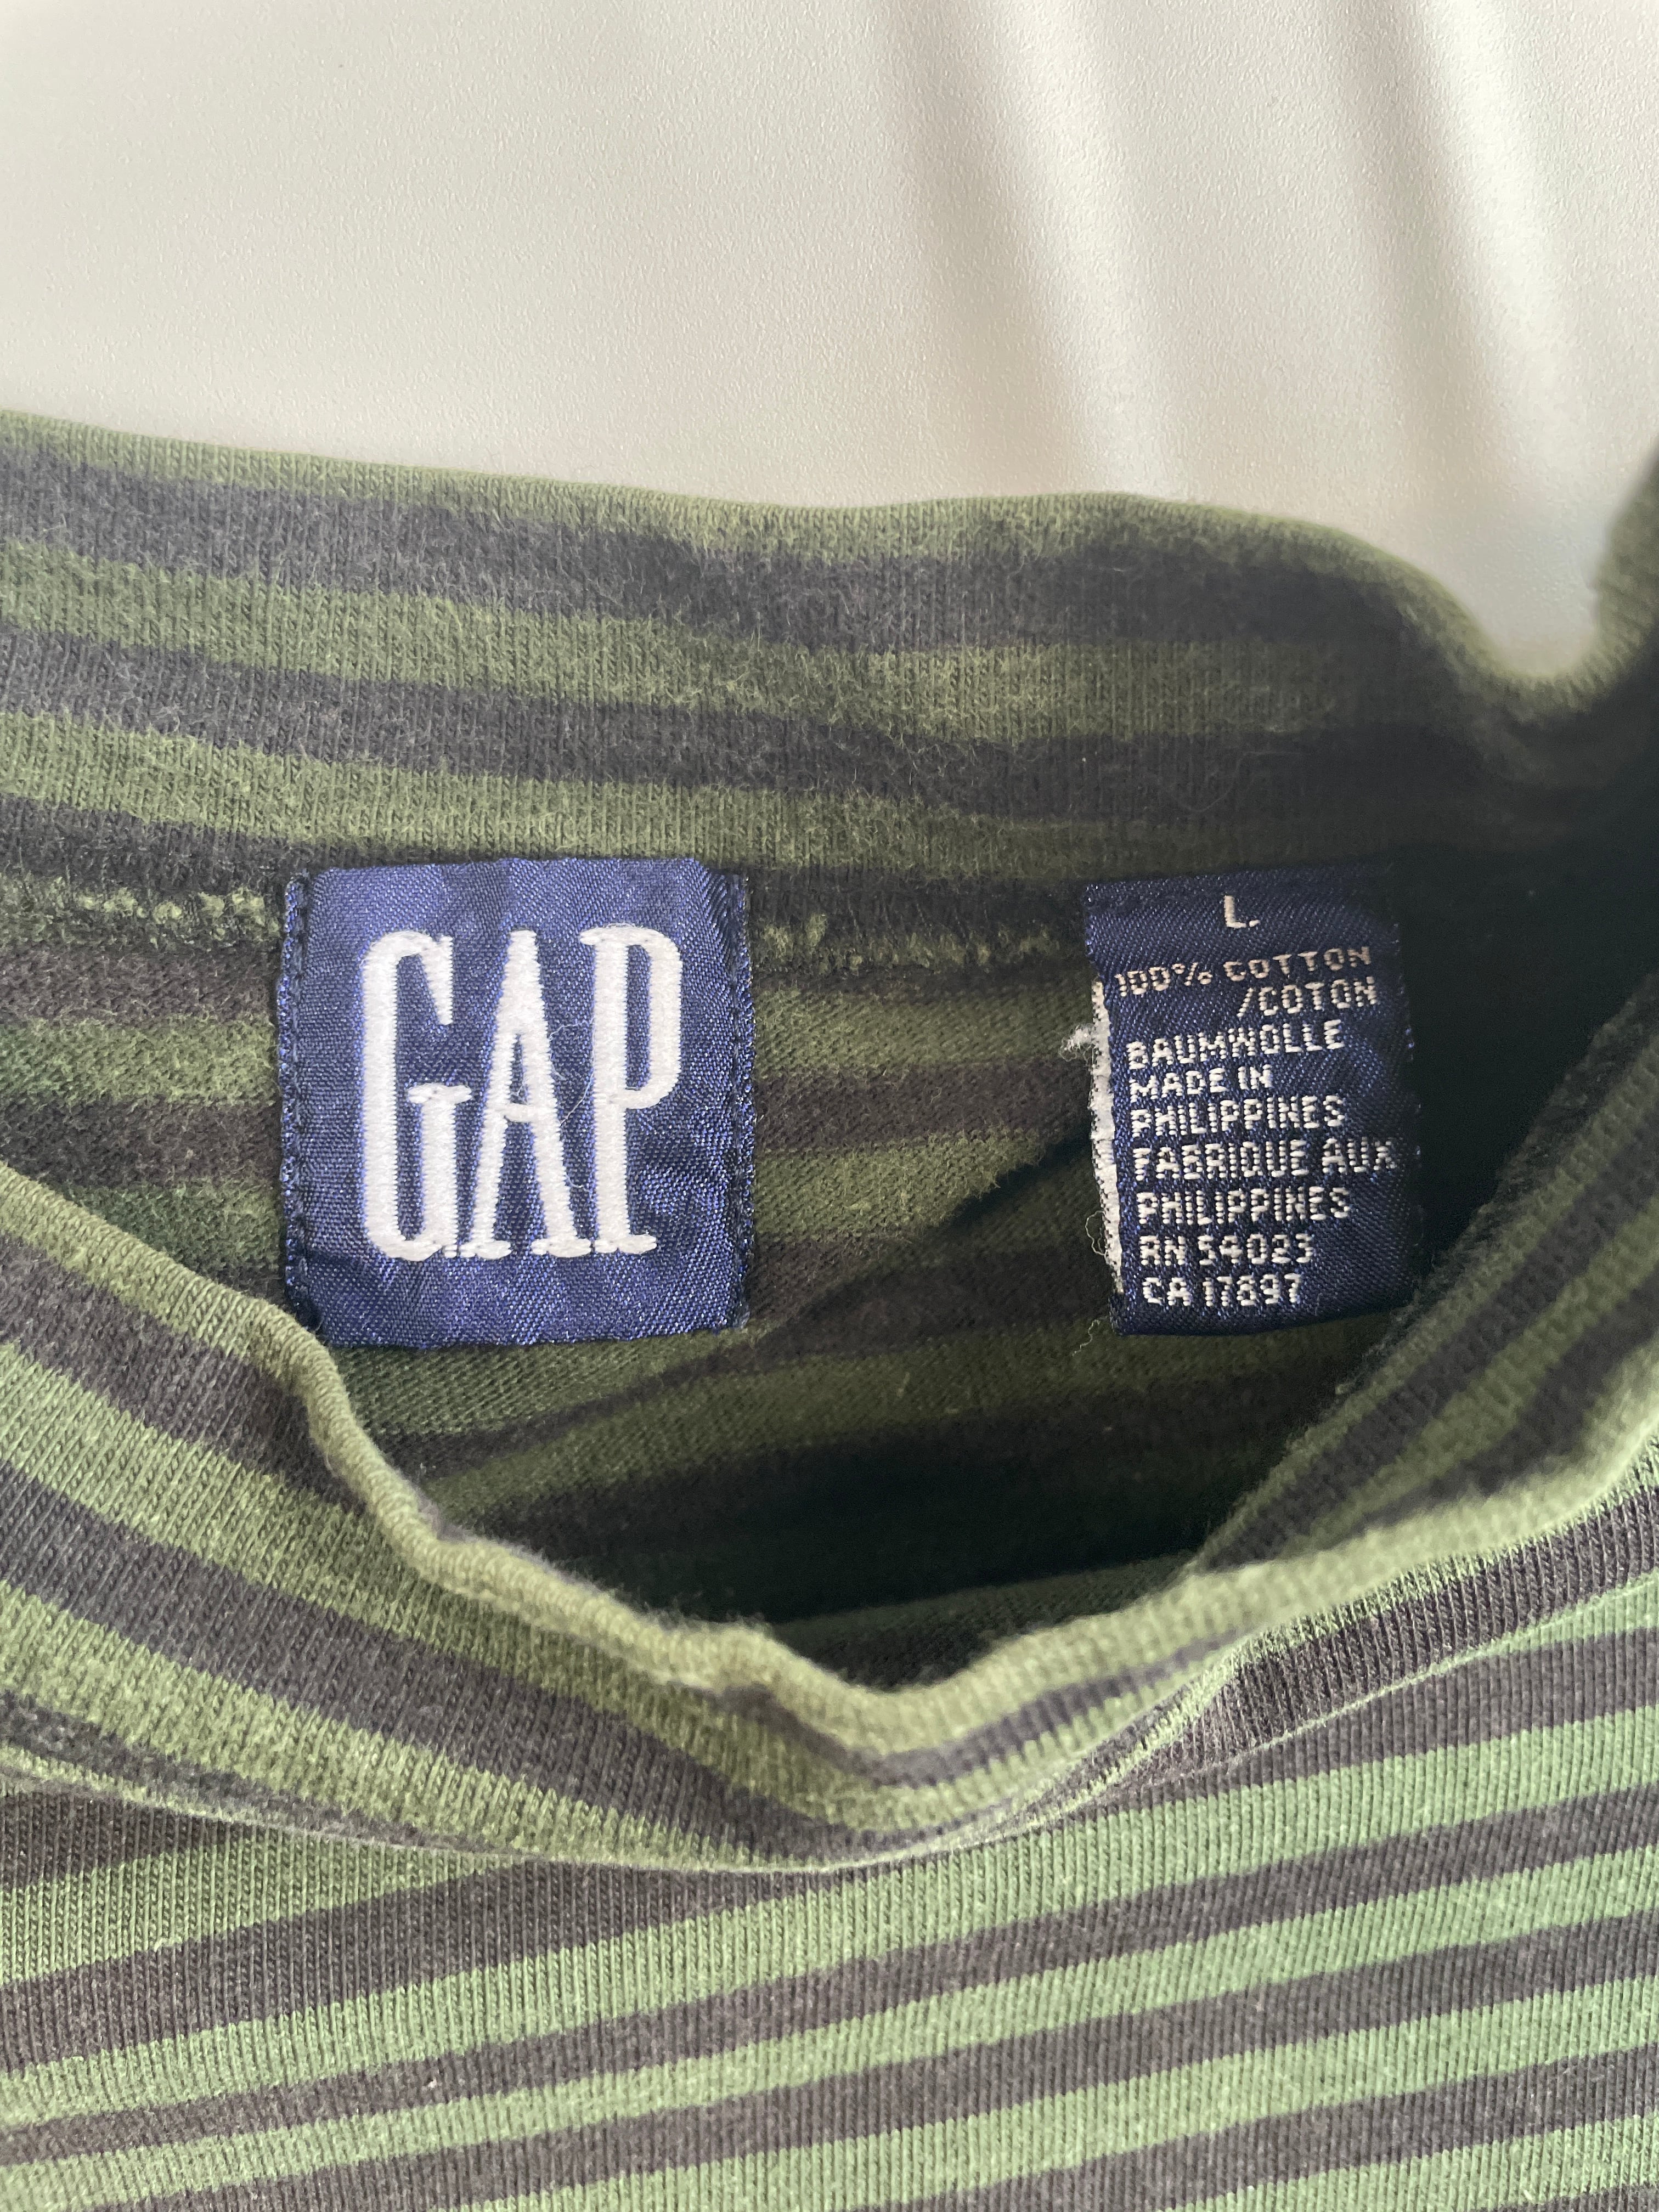 GAP
L.
100% COTTON
/COTON
BAUMWOLLE
MADE IN
PHILIPPINES
FABRIQUE AUX
PHILIPPINES
RN 54023
CA 17897